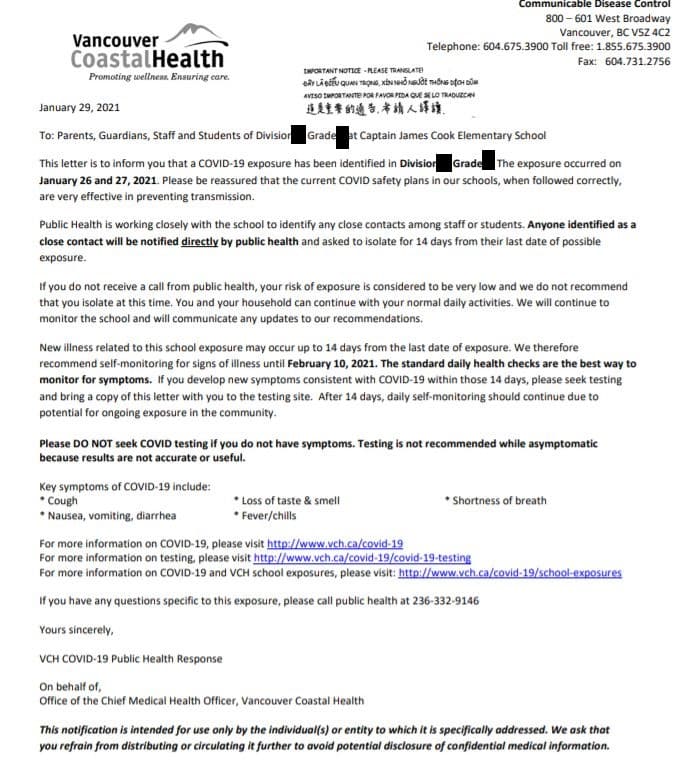 Communicable Disease Control
800 – 601 West Broadway
Vancouver, BC V5Z 4C2
Telephone: 604.675.3900 Toll free: 1.855.675.3900
Fax: 604.731.2756
Vancouver
CoastalHealth
Promoting wellness. Ensuring care.
IMPORTANT NOTICE - PLEASE TRANSLATE!
ĐÂY LÀ ĐIỀU QUAN TRỌNG, XIN NHỜ NGƯỜI THÔNG DỊCH DÙM
AVISO IMPORTANTE! POR FAVOR PIDA QUE SE LO TRADUZCAN
這是重要的通告,請人譯讀.
January 29, 2021
To: Parents, Guardians, Staff and Students of Division Grade at Captain James Cook Elementary School
This letter is to inform you that a COVID-19 exposure has been identified in Division Grade The exposure occurred on
January 26 and 27, 2021. Please be reassured that the current COVID safety plans in our schools, when followed correctly,
are very effective in preventing transmission.
Public Health is working closely with the school to identify any close contacts among staff or students. Anyone identified as a
close contact will be notified directly by public health and asked to isolate for 14 days from their last date of possible
exposure.
If you do not receive a call from public health, your risk of exposure is considered to be very low and we do not recommend
that you isolate at this time. You and your household can continue with your normal daily activities. We will continue to
monitor the school and will communicate any updates to our recommendations.
New illness related to this school exposure may occur up to 14 days from the last date of exposure. We therefore
recommend self-monitoring for signs of illness until February 10, 2021. The standard daily health checks are the best way to
monitor for symptoms. If you develop new symptoms consistent with COVID-19 within those 14 days, please seek testing
and bring a copy of this letter with you to the testing site. After 14 days, daily self-monitoring should continue due to
potential for ongoing exposure in the community.
Please DO NOT seek COVID testing if you do not have symptoms. Testing is not recommended while asymptomatic
because results are not accurate or useful.
Key symptoms of COVID-19 include:
* Cough * Loss of taste & smell * Shortness of breath
* Nausea, vomiting, diarrhea * Fever/chills
For more information on COVID-19, please visit http://www.vch.ca/covid-19
For more information on testing, please visit http://www.vch.ca/covid-19/covid-19-testing
For more information on COVID-19 and VCH school exposures, please visit: http://www.vch.ca/covid-19/school-exposures
If you have any questions specific to this exposure, please call public health at 236-332-9146
Yours sincerely,
VCH COVID-19 Public Health Response
On behalf of,
Office of the Chief Medical Health Officer, Vancouver Coastal Health
This notification is intended for use only by the individual(s) or entity to which it is specifically addressed. We ask that
you refrain from distributing or circulating it further to avoid potential disclosure of confidential medical information.